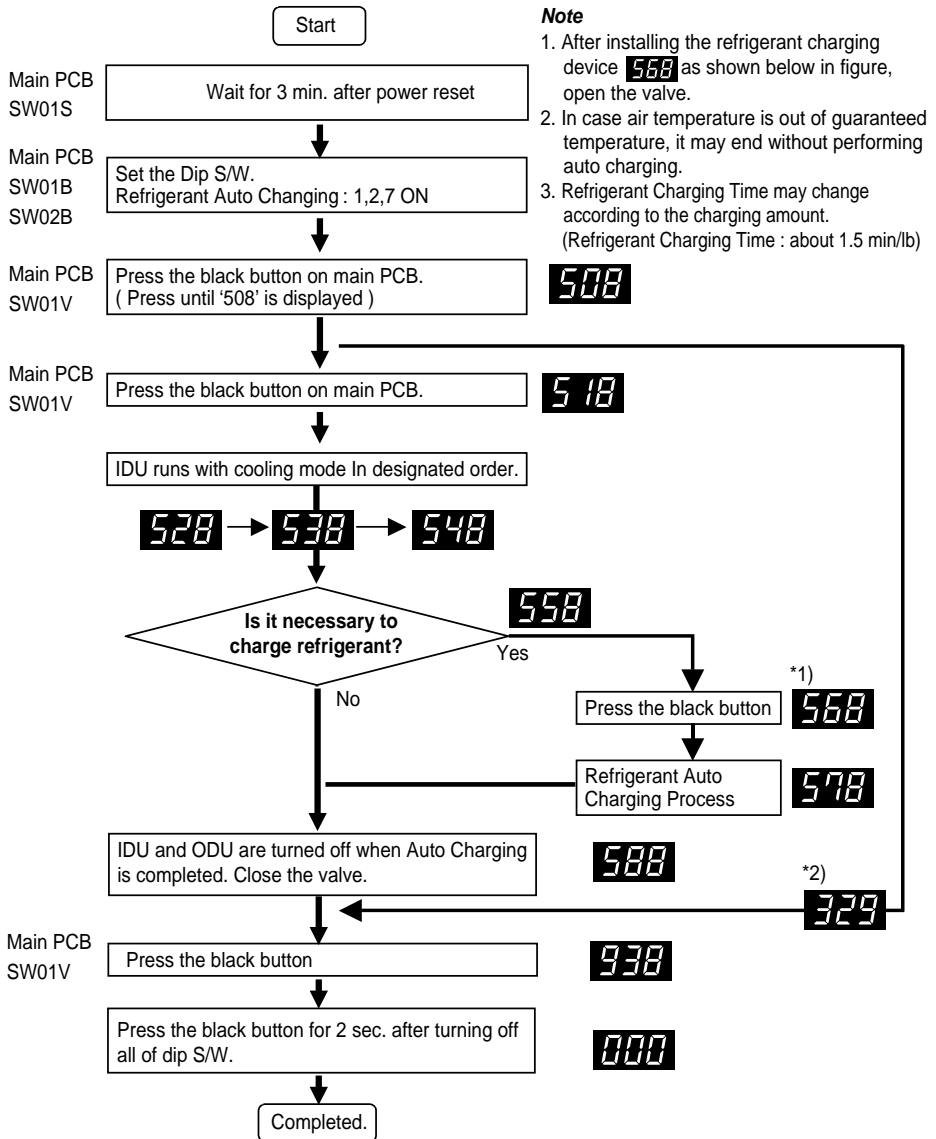 Start
Note
1. After installing the refrigerant charging
device 568 as shown below in figure,
open the valve.
2. In case air temperature is out of guaranteed
temperature, it may end without performing
auto charging.
3. Refrigerant Charging Time may change
according to the charging amount.
(Refrigerant Charging Time : about 1.5 min/lb)
Main PCB
SW01S
Wait for 3 min. after power reset
Main PCB
SW01B
SW02B
Set the Dip S/W.
Refrigerant Auto Changing : 1,2,7 ON
Main PCB
SW01V
Press the black button on main PCB.
( Press until ‘508’ is displayed )
508
Main PCB
SW01V
Press the black button on main PCB.
518
IDU runs with cooling mode In designated order.
528
538
548
Is it necessary to
charge refrigerant?
558
Yes
No
*1)
Press the black button
568
Refrigerant Auto
Charging Process
578
IDU and ODU are turned off when Auto Charging
is completed. Close the valve.
588
*2)
329
Main PCB
SW01V
Press the black button
938
Press the black button for 2 sec. after turning off
all of dip S/W.
000
Completed.